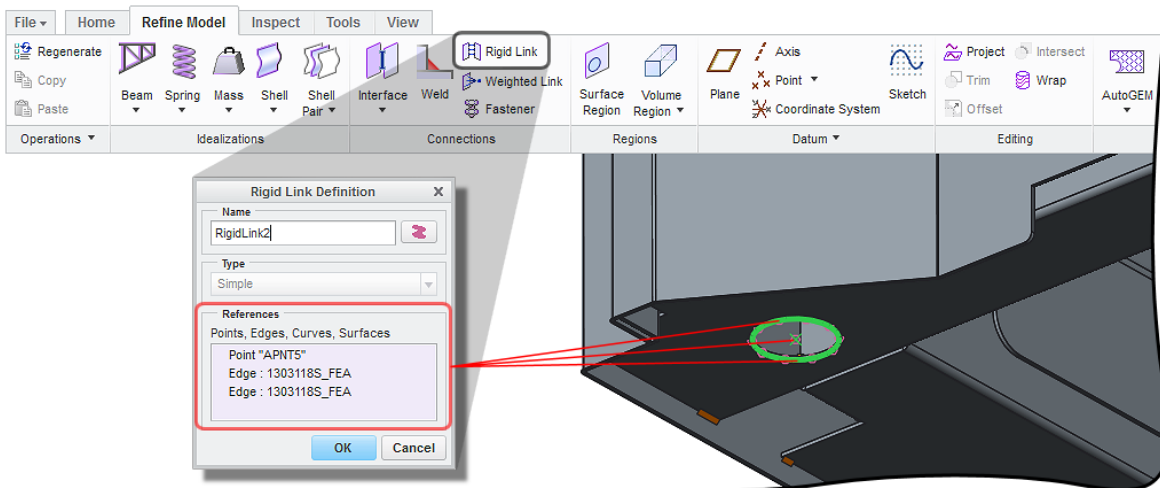 File Home Refine Model Inspect Tools View
Regenerate
Copy
Paste
Operations
Beam Spring Mass Shell Shell Pair
Idealizations
Interface Weld
Rigid Link
Weighted Link
Fastener
Connections
Surface Region Volume Region
Regions
Plane
Axis
Point
Coordinate System
Sketch
Datum
Project Intersect
Trim Wrap
Offset
Editing
AutoGEM
Rigid Link Definition X
Name
RigidLink2
Type
Simple
References
Points, Edges, Curves, Surfaces
Point "APNT5"
Edge : 1303118S_FEA
Edge : 1303118S_FEA
OK Cancel